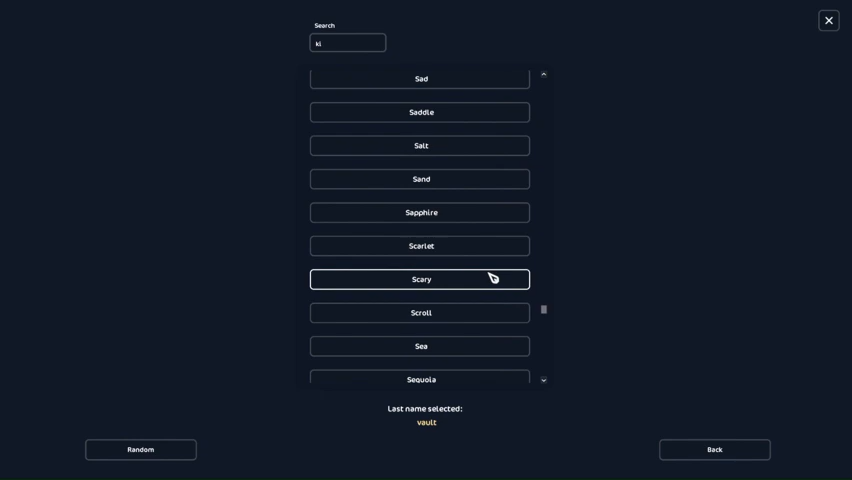 Search
ki
Sad
Saddle
Salt
Sand
Sapphire
Scarlet
Scary
Scroll
Sea
Sequoia
Last name selected:
vault
Random
Back